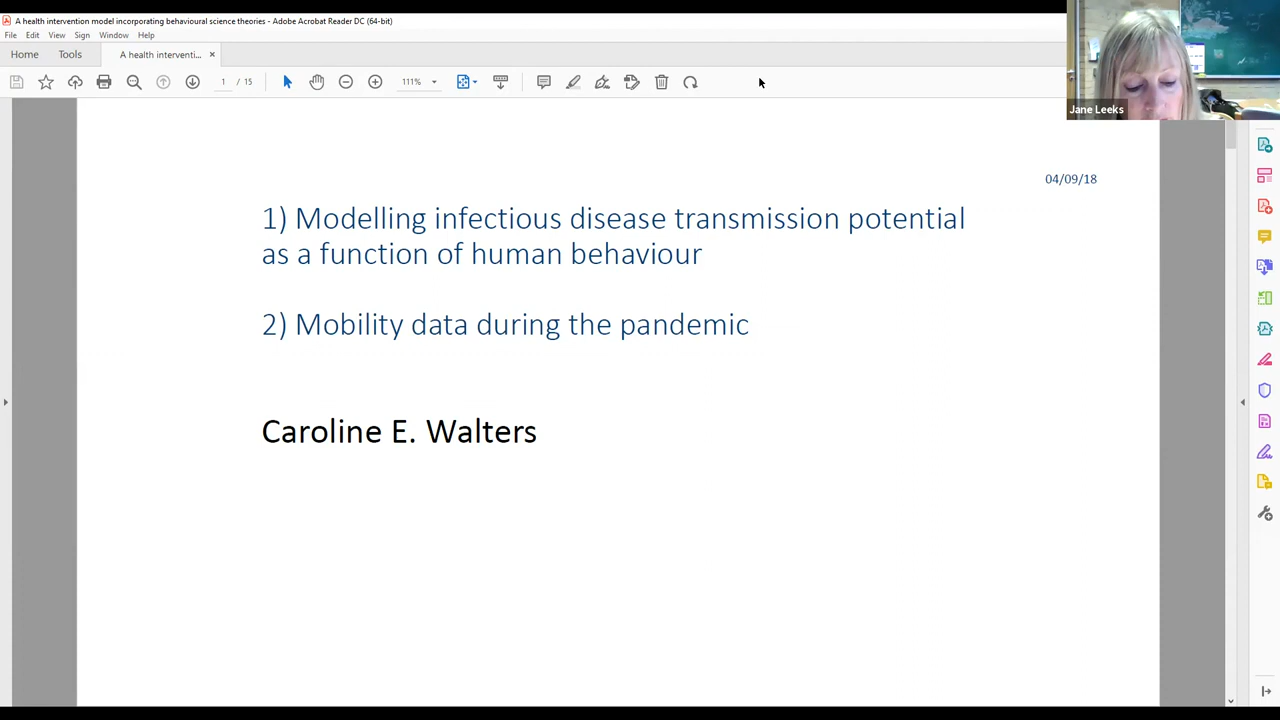 A health intervention model incorporating behavioural science theories - Adobe Acrobat Reader DC (64-bit)
File Edit View Sign Window Help
Home Tools A health interventi... ×
1 / 15 111%
Jane Leeks
04/09/18
1) Modelling infectious disease transmission potential
as a function of human behaviour
2) Mobility data during the pandemic
Caroline E. Walters